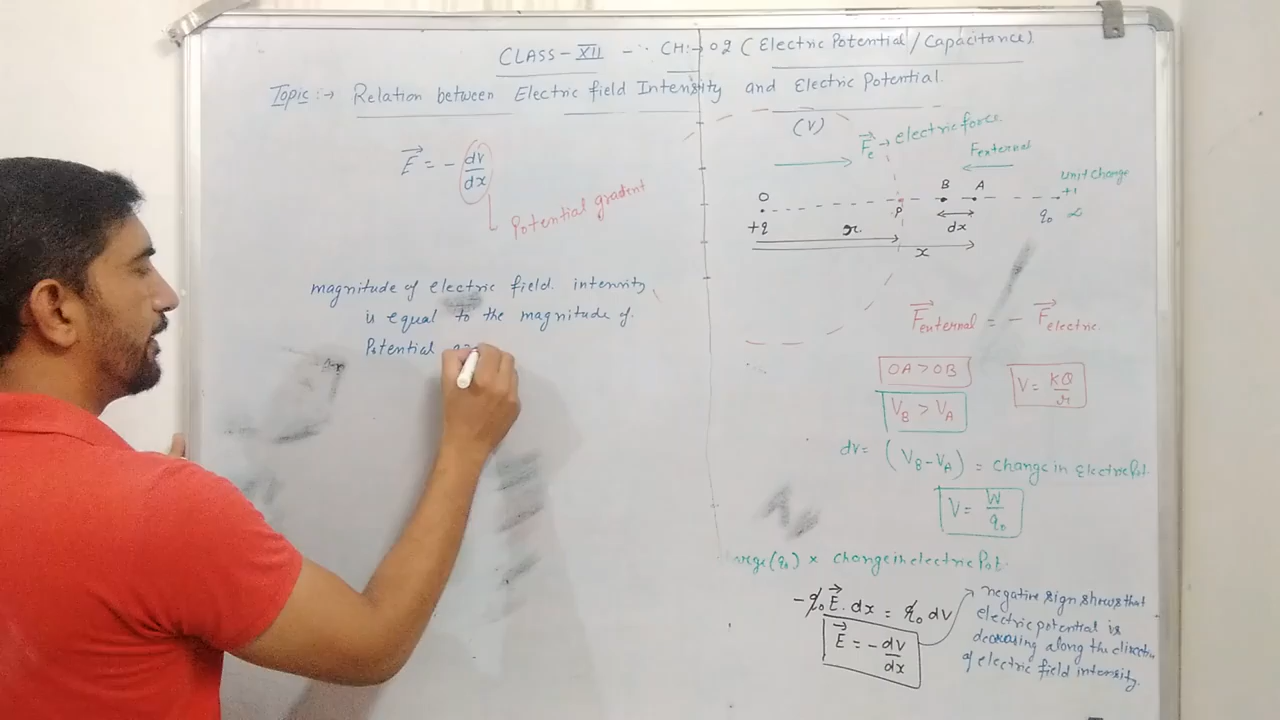 CLASS-XII -: CH:→02 (Electric Potential/Capacitance)
Topic:→ Relation between Electric field Intensity and Electric Potential.
E⃗ = - dv/dx
Potential gradient
magnitude of electric field. intensity
is equal to the magnitude of
Potential
(V)
F⃗e → electric force.
Fexternal
O P B A
unit charge
+1
+q q₀ ∞
r dx
x
F⃗external = - F⃗electric.
OA > OB
V = kQ/r
VB > VA
dv = (VB - VA) = change in electric Pot.
V = W/q₀
arge(q₀) × change in electric Pot.
-q₀ E⃗. dx = q₀ dV
E⃗ = - dv/dx
negative sign shows that
electric potential is
decreasing along the direction
of electric field intensity.